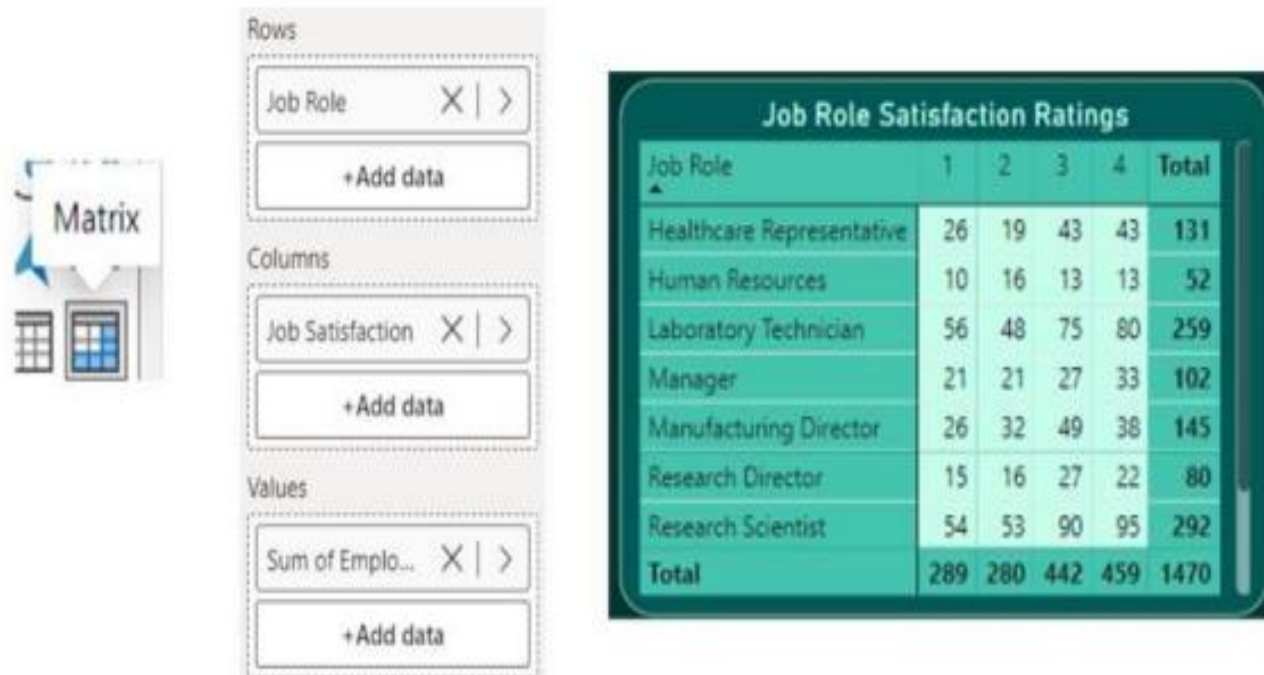 Matrix
Rows
Job Role
+Add data
Columns
Job Satisfaction
+Add data
Values
Sum of Emplo...
+Add data
Job Role Satisfaction Ratings
Job Role 1 2 3 4 Total
Healthcare Representative 26 19 43 43 131
Human Resources 10 16 13 13 52
Laboratory Technician 56 48 75 80 259
Manager 21 21 27 33 102
Manufacturing Director 26 32 49 38 145
Research Director 15 16 27 22 80
Research Scientist 54 53 90 95 292
Total 289 280 442 459 1470